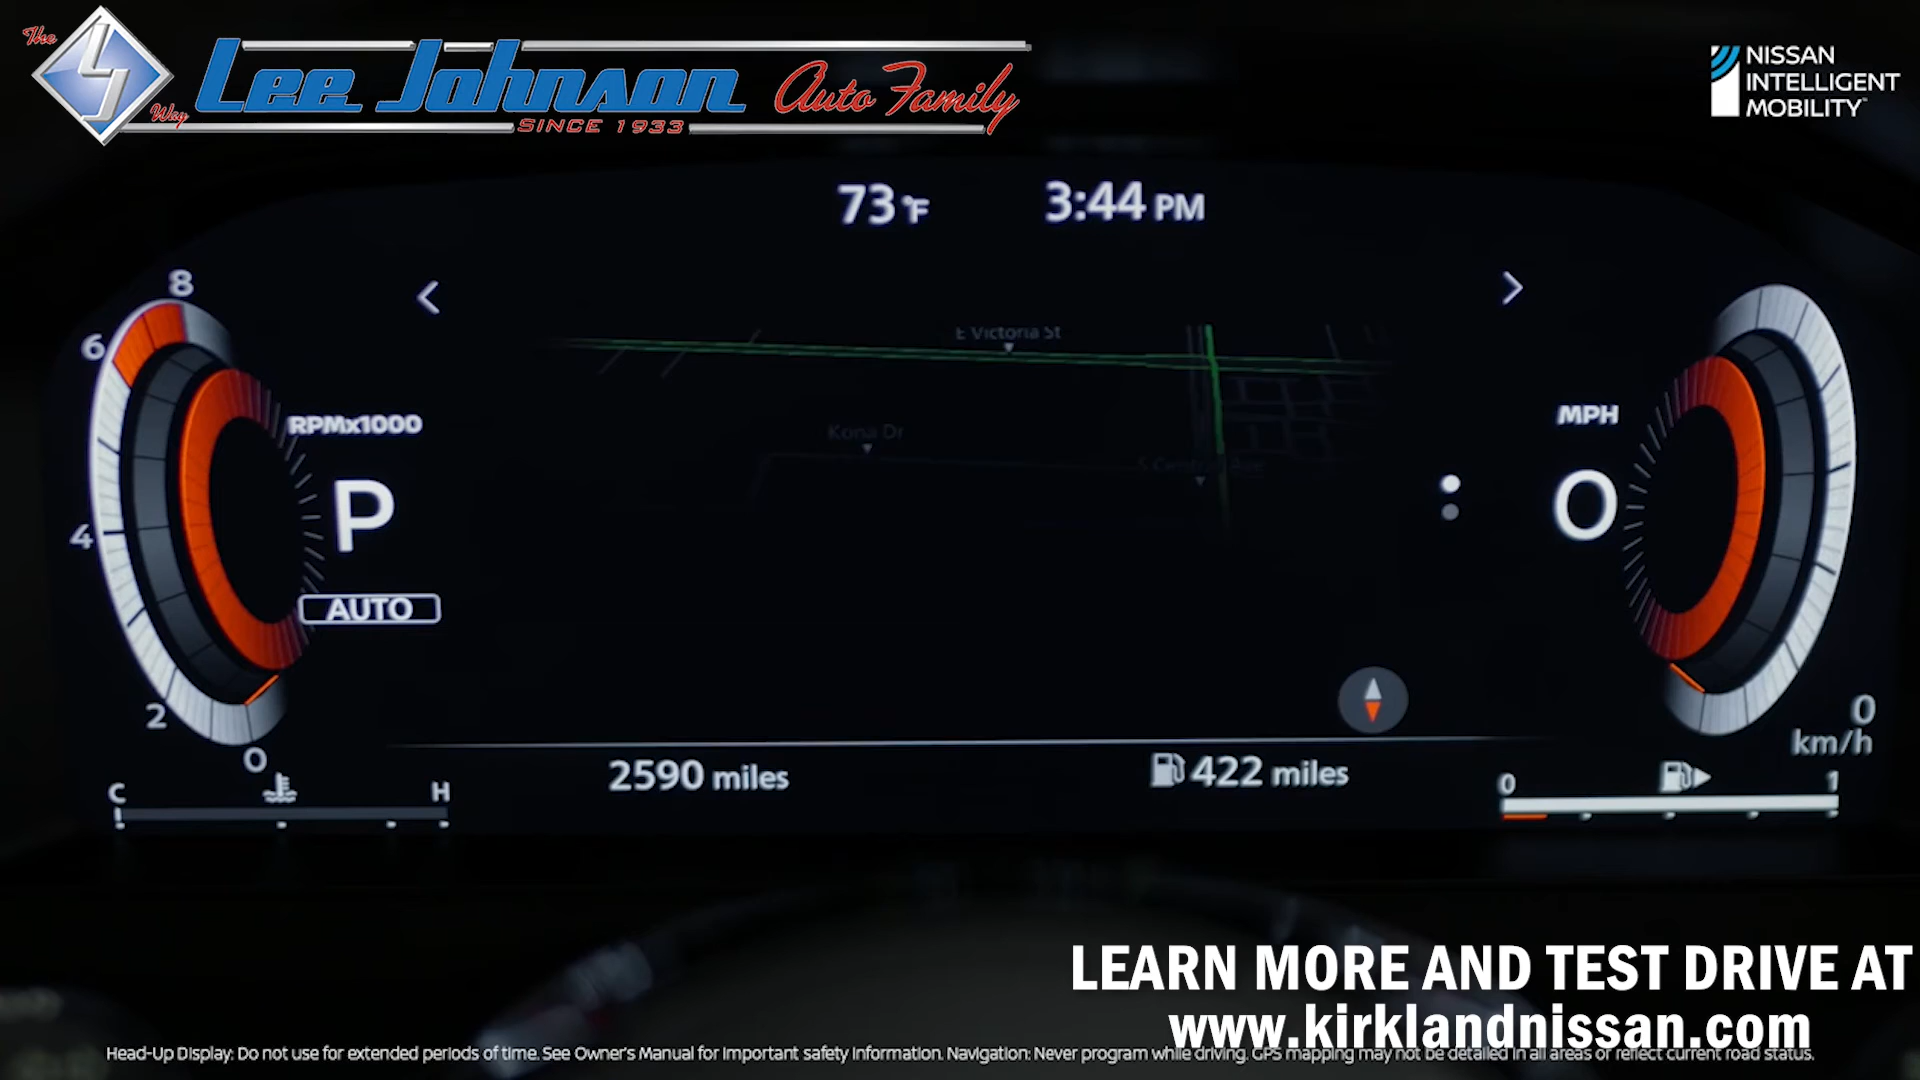 The
Way
Lee Johnson Auto Family
SINCE 1933
NISSAN
INTELLIGENT
MOBILITY
73°F 3:44 PM
8
6
4
2
0
RPMx1000
P
AUTO
E Victoria St
Kona Dr
S Central Ave
MPH
0
0
km/h
C H
2590 miles
422 miles
0 1
LEARN MORE AND TEST DRIVE AT
www.kirklandnissan.com
Head-Up Display: Do not use for extended periods of time. See Owner's Manual for important safety information. Navigation: Never program while driving. GPS mapping may not be detailed in all areas or reflect current road status.